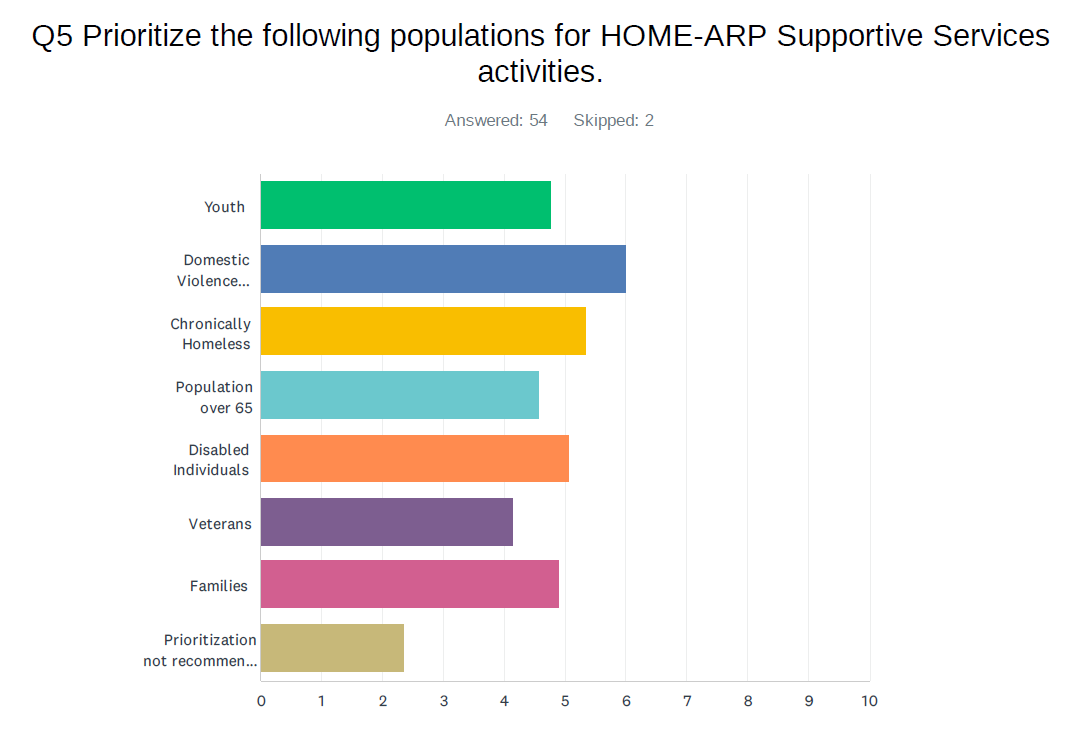 Q5 Prioritize the following populations for HOME-ARP Supportive Services
activities.
Answered: 54 Skipped: 2
Youth
Domestic
Violence...
Chronically
Homeless
Population
over 65
Disabled
Individuals
Veterans
Families
Prioritization
not recommen...
0 1 2 3 4 5 6 7 8 9 10